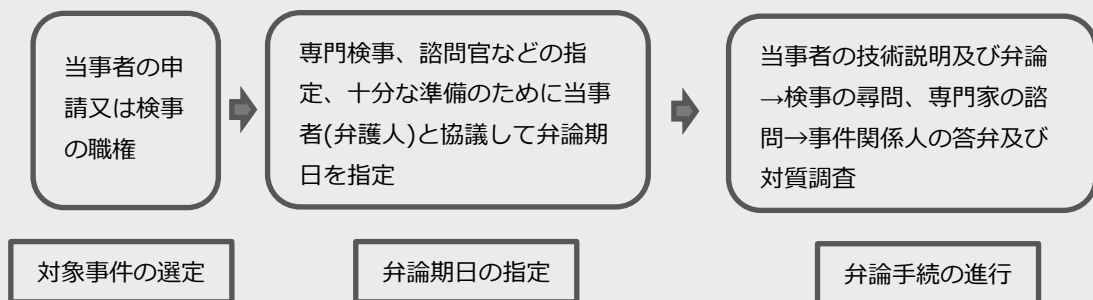 当事者の申
請又は検事
の職権
専門検事、諮問官などの指
定、十分な準備のために当事
者(弁護人)と協議して弁論期
日を指定
当事者の技術説明及び弁論
→検事の尋問、専門家の諮
問→事件関係人の答弁及び
対質調査
対象事件の選定
弁論期日の指定
弁論手続の進行